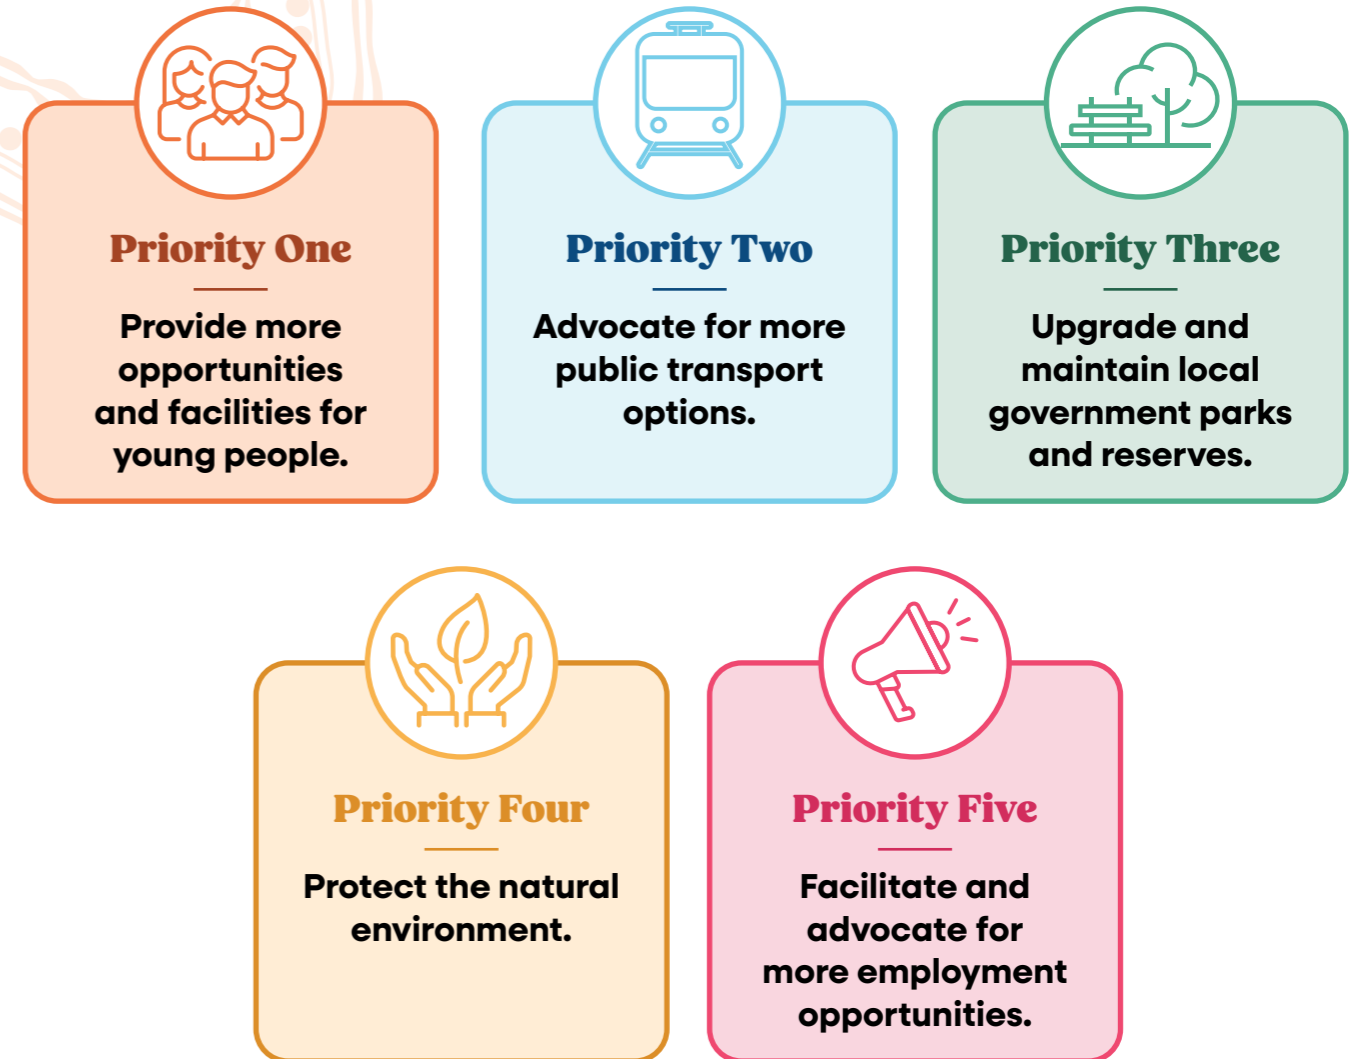 Priority One
Provide more
opportunities
and facilities for
young people.
Priority Two
Advocate for more
public transport
options.
Priority Three
Upgrade and
maintain local
government parks
and reserves.
Priority Four
Protect the natural
environment.
Priority Five
Facilitate and
advocate for
more employment
opportunities.